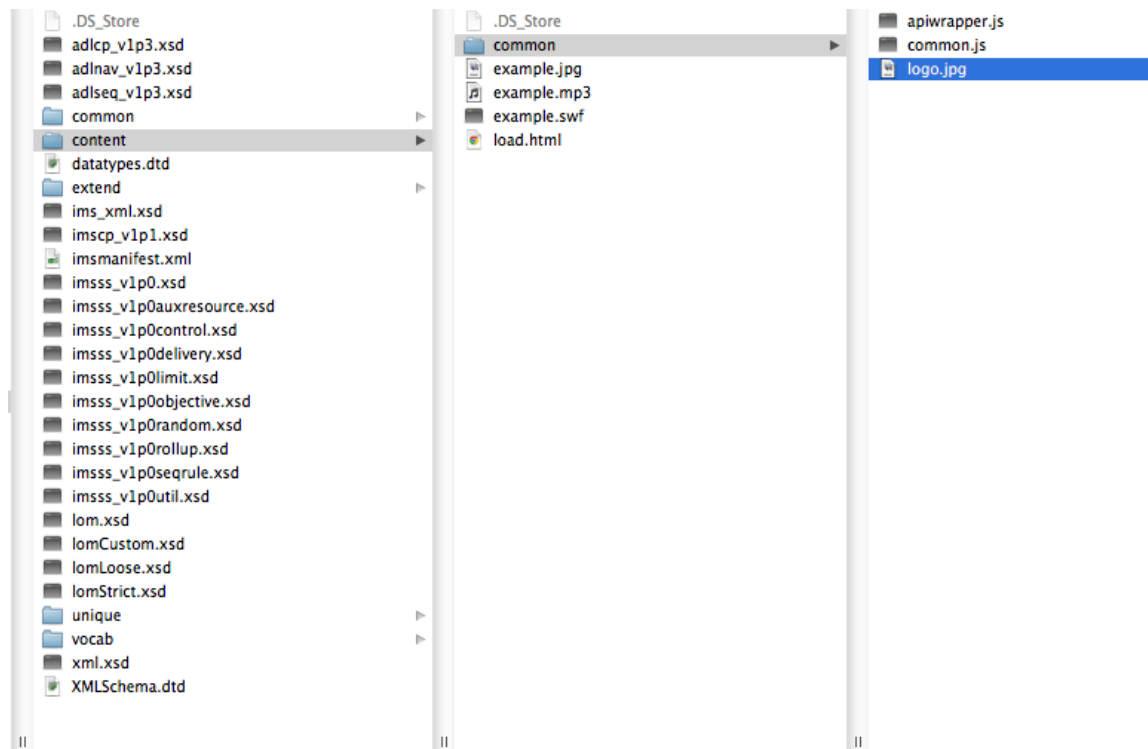 .DS_Store
adlcp_v1p3.xsd
adlnav_v1p3.xsd
adlseq_v1p3.xsd
common
content
datatypes.dtd
extend
ims_xml.xsd
imscp_v1p1.xsd
imsmanifest.xml
imsss_v1p0.xsd
imsss_v1p0auxresource.xsd
imsss_v1p0control.xsd
imsss_v1p0delivery.xsd
imsss_v1p0limit.xsd
imsss_v1p0objective.xsd
imsss_v1p0random.xsd
imsss_v1p0rollup.xsd
imsss_v1p0seqrule.xsd
imsss_v1p0util.xsd
lom.xsd
lomCustom.xsd
lomLoose.xsd
lomStrict.xsd
unique
vocab
xml.xsd
XMLSchema.dtd
.DS_Store
common
example.jpg
example.mp3
example.swf
load.html
apiwrapper.js
common.js
logo.jpg